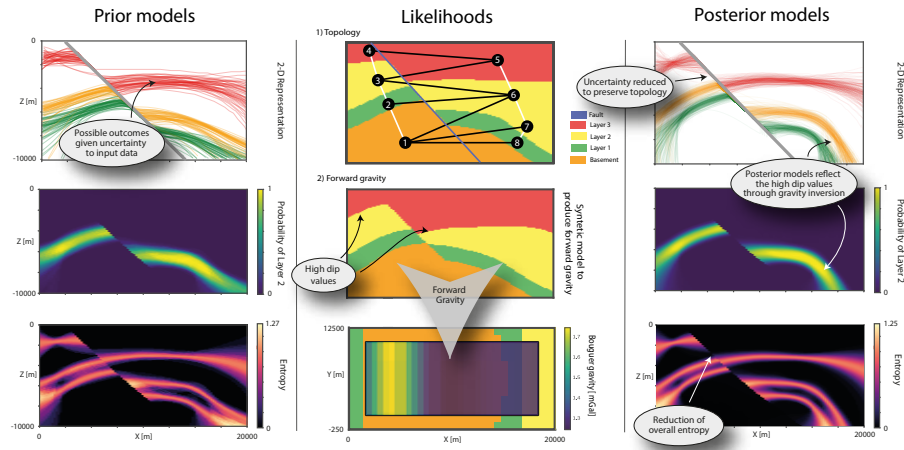 Prior models
Likelihoods
Posterior models
0
Z [m]
-10000
Possible outcomes
given uncertainty
to input data
2-D Representation
0
Z [m]
-10000
1
0
Probability of Layer 2
0
Z [m]
-10000
0
X [m]
20000
1.27
0
Entropy
1) Topology
4
3
2
1
5
6
7
8
Fault
Layer 3
Layer 2
Layer 1
Basement
2) Forward gravity
High dip
values
Forward
Gravity
Syntetic model to
produce forward gravity
12500
Y [m]
-250
0
X [m]
20000
Bouguer gravity [mGal]
Uncertainty reduced
to preserve topology
Z [m]
2-D Representation
Posterior models reflect
the high dip values
through gravity inversion
1
0
Probability of Layer 2
Z [m]
Reduction of
overall entropy
0
X [m]
20000
1.25
0
Entropy